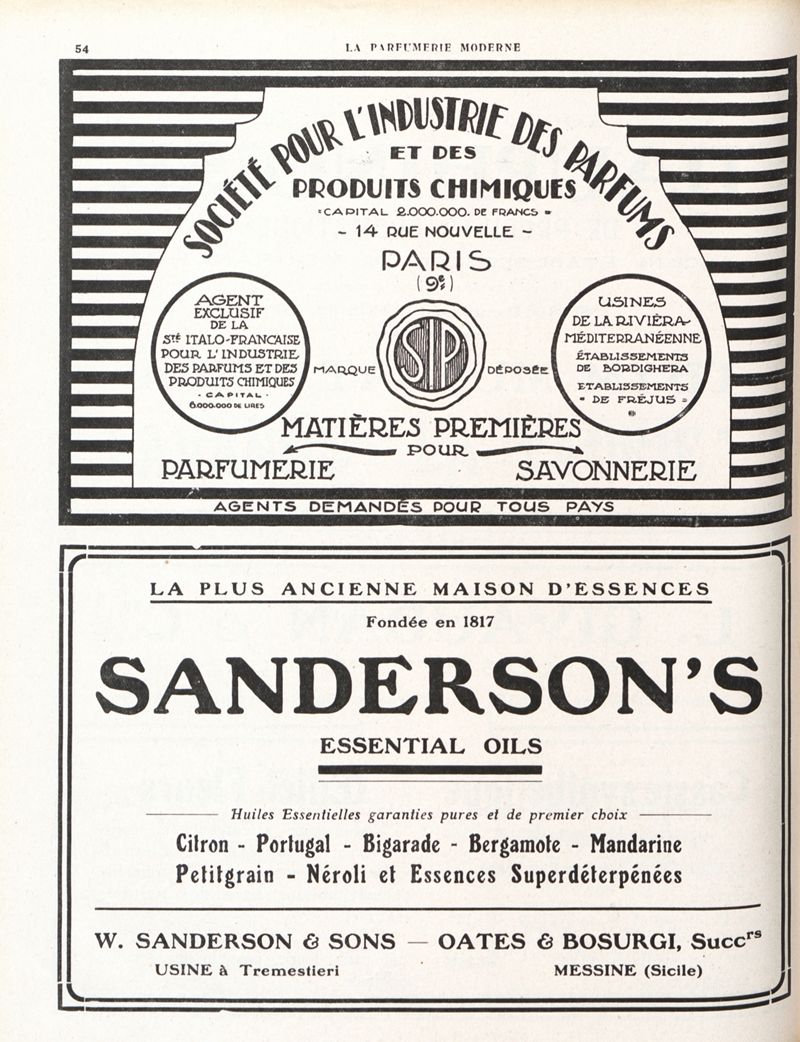 54
LA PARFUMERIE MODERNE
SOCIÉTÉ POUR L'INDUSTRIE DES PARFUMS
ET DES
PRODUITS CHIMIQUES
=CAPITAL 2.000.000. DE FRANCS =
- 14 RUE NOUVELLE -
PARIS
(9e)
AGENT
EXCLUSIF
DE LA
Sté ITALO-FRANCAISE
POUR L'INDUSTRIE
DES PARFUMS ET DES
PRODUITS CHIMIQUES
- CAPITAL -
6.000.000 DE LIRES
MARQUE
SIP
DÉPOSÉE
USINES
DE LA RIVIÈRA
MÉDITERRANÉENNE
ÉTABLISSEMENTS
DE BORDIGHERA
ETABLISSEMENTS
= DE FRÉJUS =
MATIÈRES PREMIÈRES
POUR
PARFUMERIE SAVONNERIE
AGENTS DEMANDÉS POUR TOUS PAYS
LA PLUS ANCIENNE MAISON D'ESSENCES
Fondée en 1817
SANDERSON'S
ESSENTIAL OILS
Huiles Essentielles garanties pures et de premier choix
Citron - Portugal - Bigarade - Bergamote - Mandarine
Petitgrain - Néroli et Essences Superdéterpénées
W. SANDERSON & SONS — OATES & BOSURGI, Succrs
USINE à Tremestieri MESSINE (Sicile)